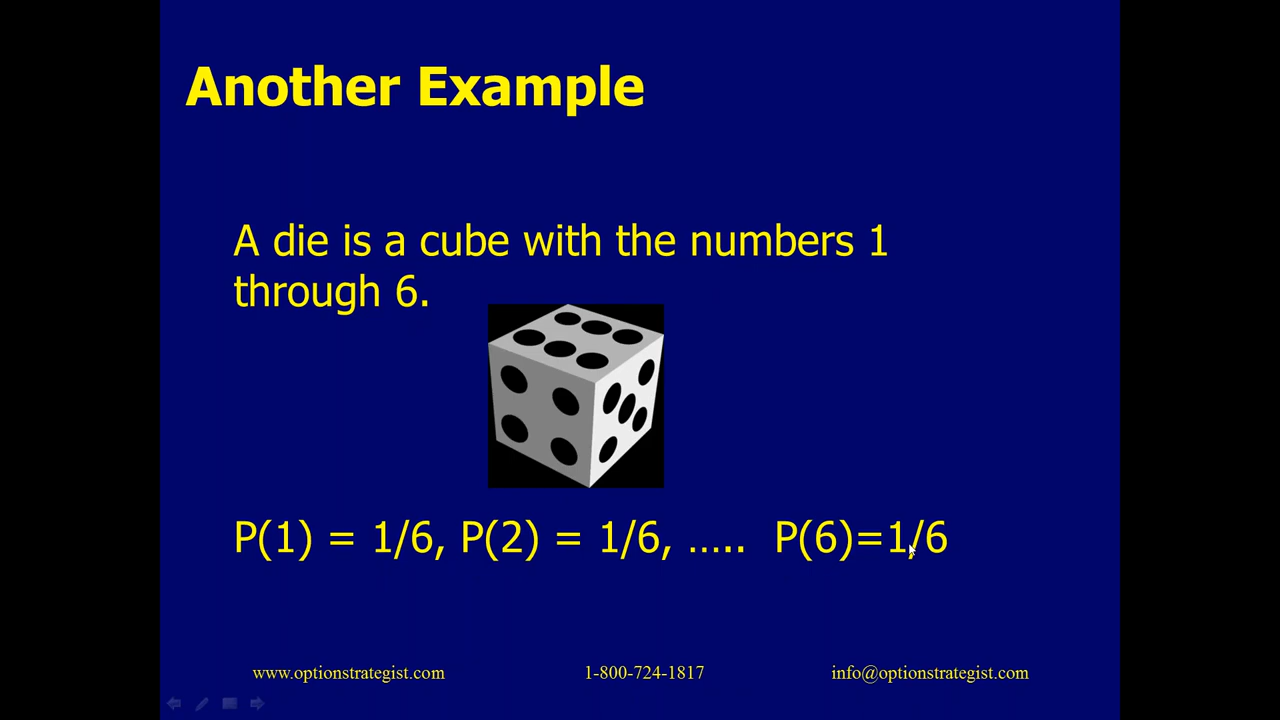 Another Example
A die is a cube with the numbers 1
through 6.
P(1) = 1/6, P(2) = 1/6, ….. P(6)=1/6
www.optionstrategist.com 1-800-724-1817 info@optionstrategist.com